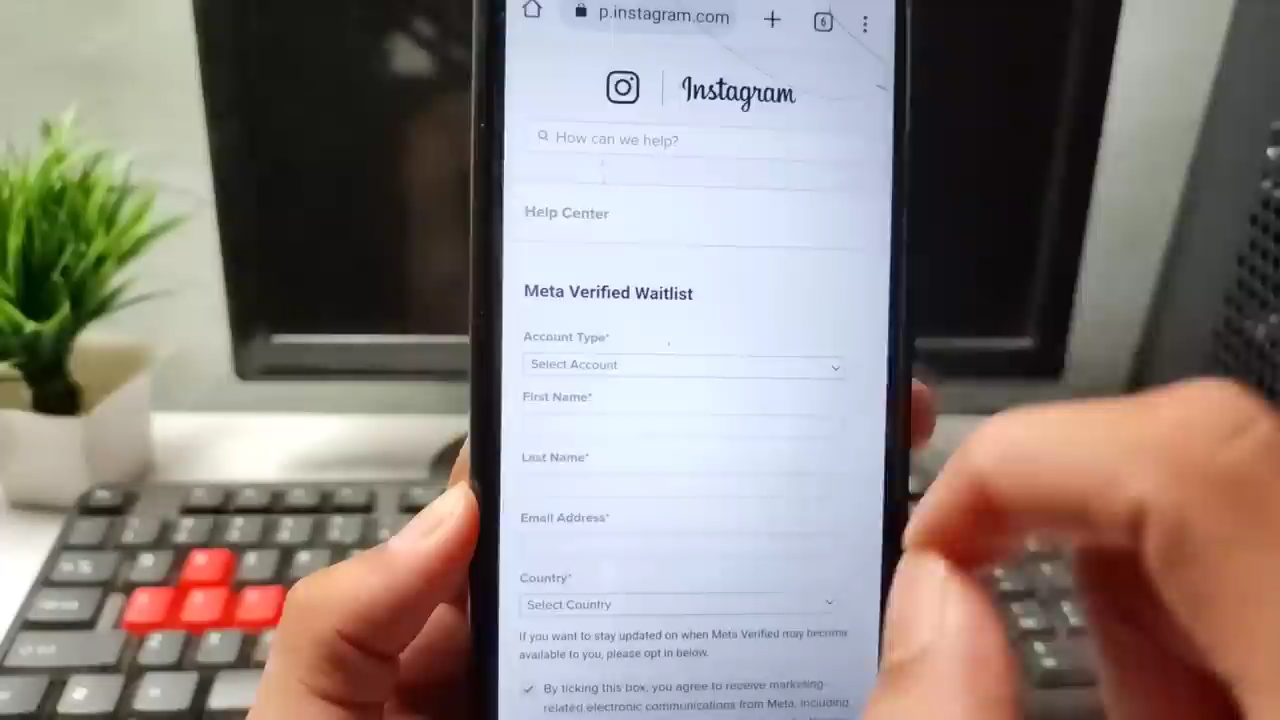 p.instagram.com
6
Instagram
How can we help?
Help Center
Meta Verified Waitlist
Account Type*
Select Account
First Name*
Last Name*
Email Address*
Country*
Select Country
If you want to stay updated on when Meta Verified may become
available to you, please opt in below.
By ticking this box, you agree to receive marketing-
related electronic communications from Meta, including